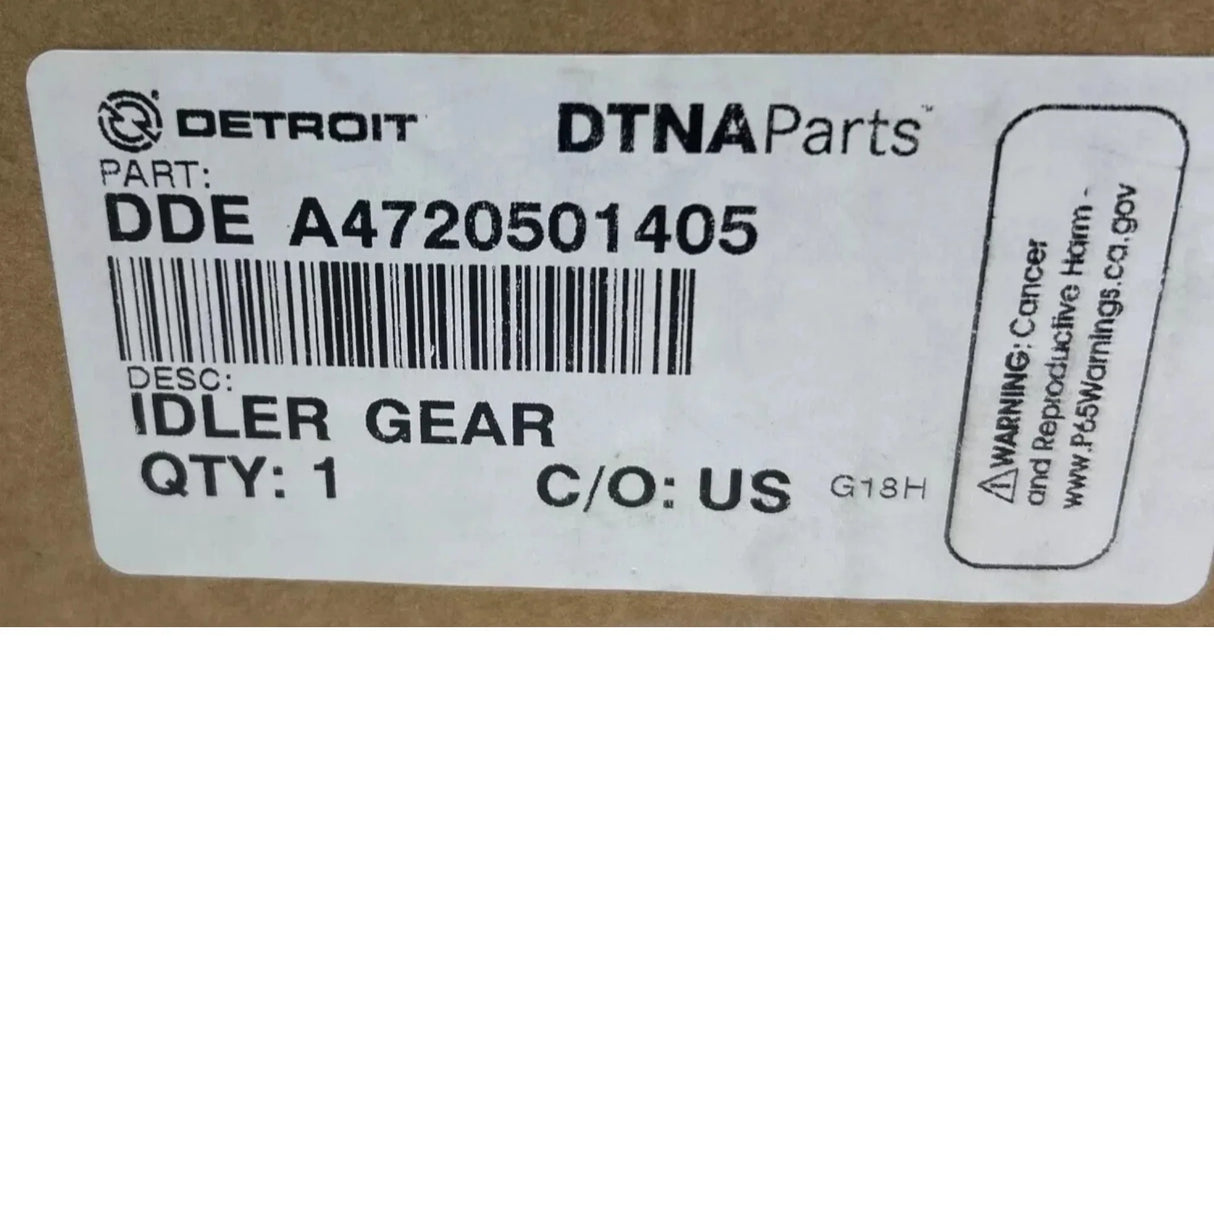 DETROIT DTNAParts™
PART:
DDE A4720501405
DESC:
IDLER GEAR
QTY: 1 C/O: US G18H
⚠WARNING: Cancer
and Reproductive Harm -
www.P65Warnings.ca.gov